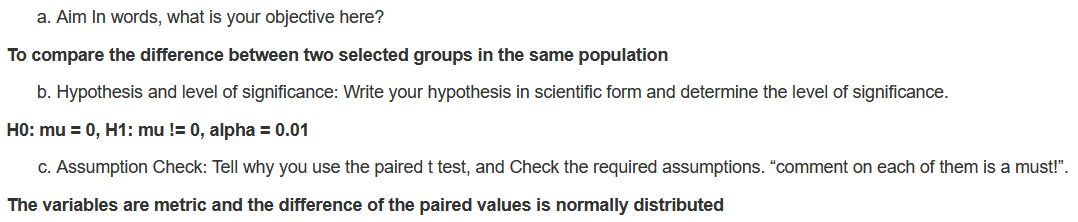 a. Aim In words, what is your objective here?
To compare the difference between two selected groups in the same population
b. Hypothesis and level of significance: Write your hypothesis in scientific form and determine the level of significance.
H0: mu = 0, H1: mu != 0, alpha = 0.01
c. Assumption Check: Tell why you use the paired t test, and Check the required assumptions. “comment on each of them is a must!”.
The variables are metric and the difference of the paired values is normally distributed